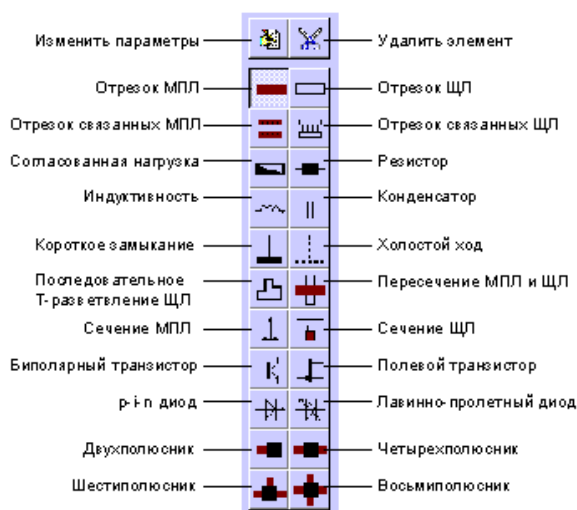 Изменить параметры
Удалить элемент
Отрезок МПЛ
Отрезок ЩЛ
Отрезок связанных МПЛ
Отрезок связанных ЩЛ
Согласованная нагрузка
Резистор
Индуктивность
Конденсатор
Короткое замыкание
Холостой ход
Последовательное
Т-разветвление ЩЛ
Пересечение МПЛ и ЩЛ
Сечение МПЛ
Сечение ЩЛ
Биполярный транзистор
Полевой транзистор
p-i-n диод
Лавинно-пролетный диод
Двухполюсник
Четырехполюсник
Шестиполюсник
Восьмиполюсник